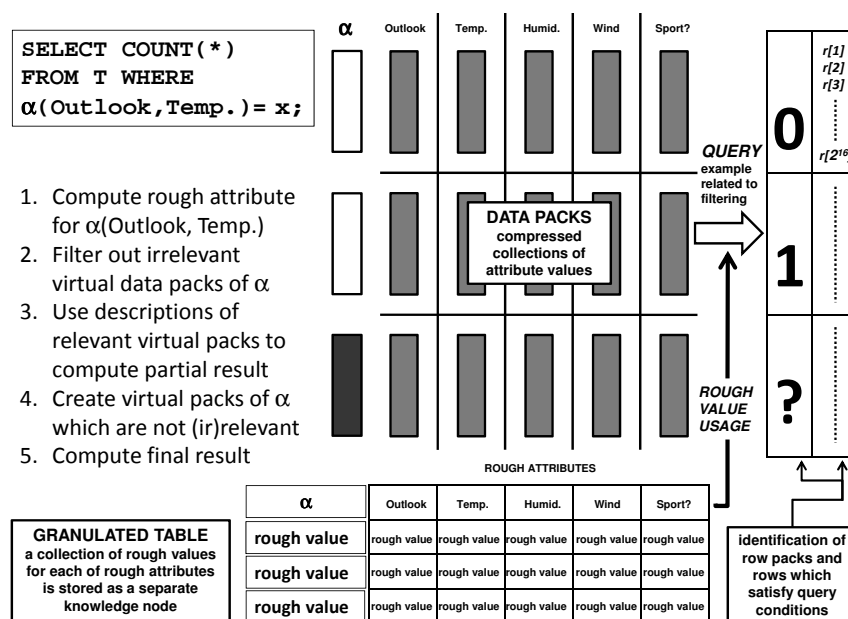 SELECT COUNT(*)
FROM T WHERE
α(Outlook,Temp.)= x;
1. Compute rough attribute
for α(Outlook, Temp.)
2. Filter out irrelevant
virtual data packs of α
3. Use descriptions of
relevant virtual packs to
compute partial result
4. Create virtual packs of α
which are not (ir)relevant
5. Compute final result
α Outlook Temp. Humid. Wind Sport?
DATA PACKS
compressed
collections of
attribute values
QUERY
example
related to
filtering
ROUGH
VALUE
USAGE
0
1
?
r[1]
r[2]
r[3]
r[2¹⁶]
ROUGH ATTRIBUTES
α Outlook Temp. Humid. Wind Sport?
rough value rough value rough value rough value rough value rough value
rough value rough value rough value rough value rough value rough value
rough value rough value rough value rough value rough value rough value
GRANULATED TABLE
a collection of rough values
for each of rough attributes
is stored as a separate
knowledge node
identification of
row packs and
rows which
satisfy query
conditions